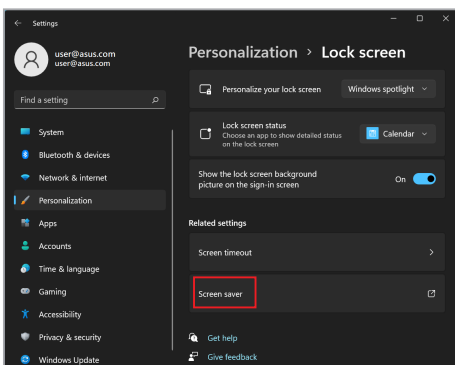 Settings
user@asus.com
user@asus.com
Find a setting
System
Bluetooth & devices
Network & internet
Personalization
Apps
Accounts
Time & language
Gaming
Accessibility
Privacy & security
Windows Update
Personalization > Lock screen
Personalize your lock screen
Windows spotlight
Lock screen status
Choose an app to show detailed status
on the lock screen
Calendar
Show the lock screen background
picture on the sign-in screen
On
Related settings
Screen timeout
Screen saver
Get help
Give feedback